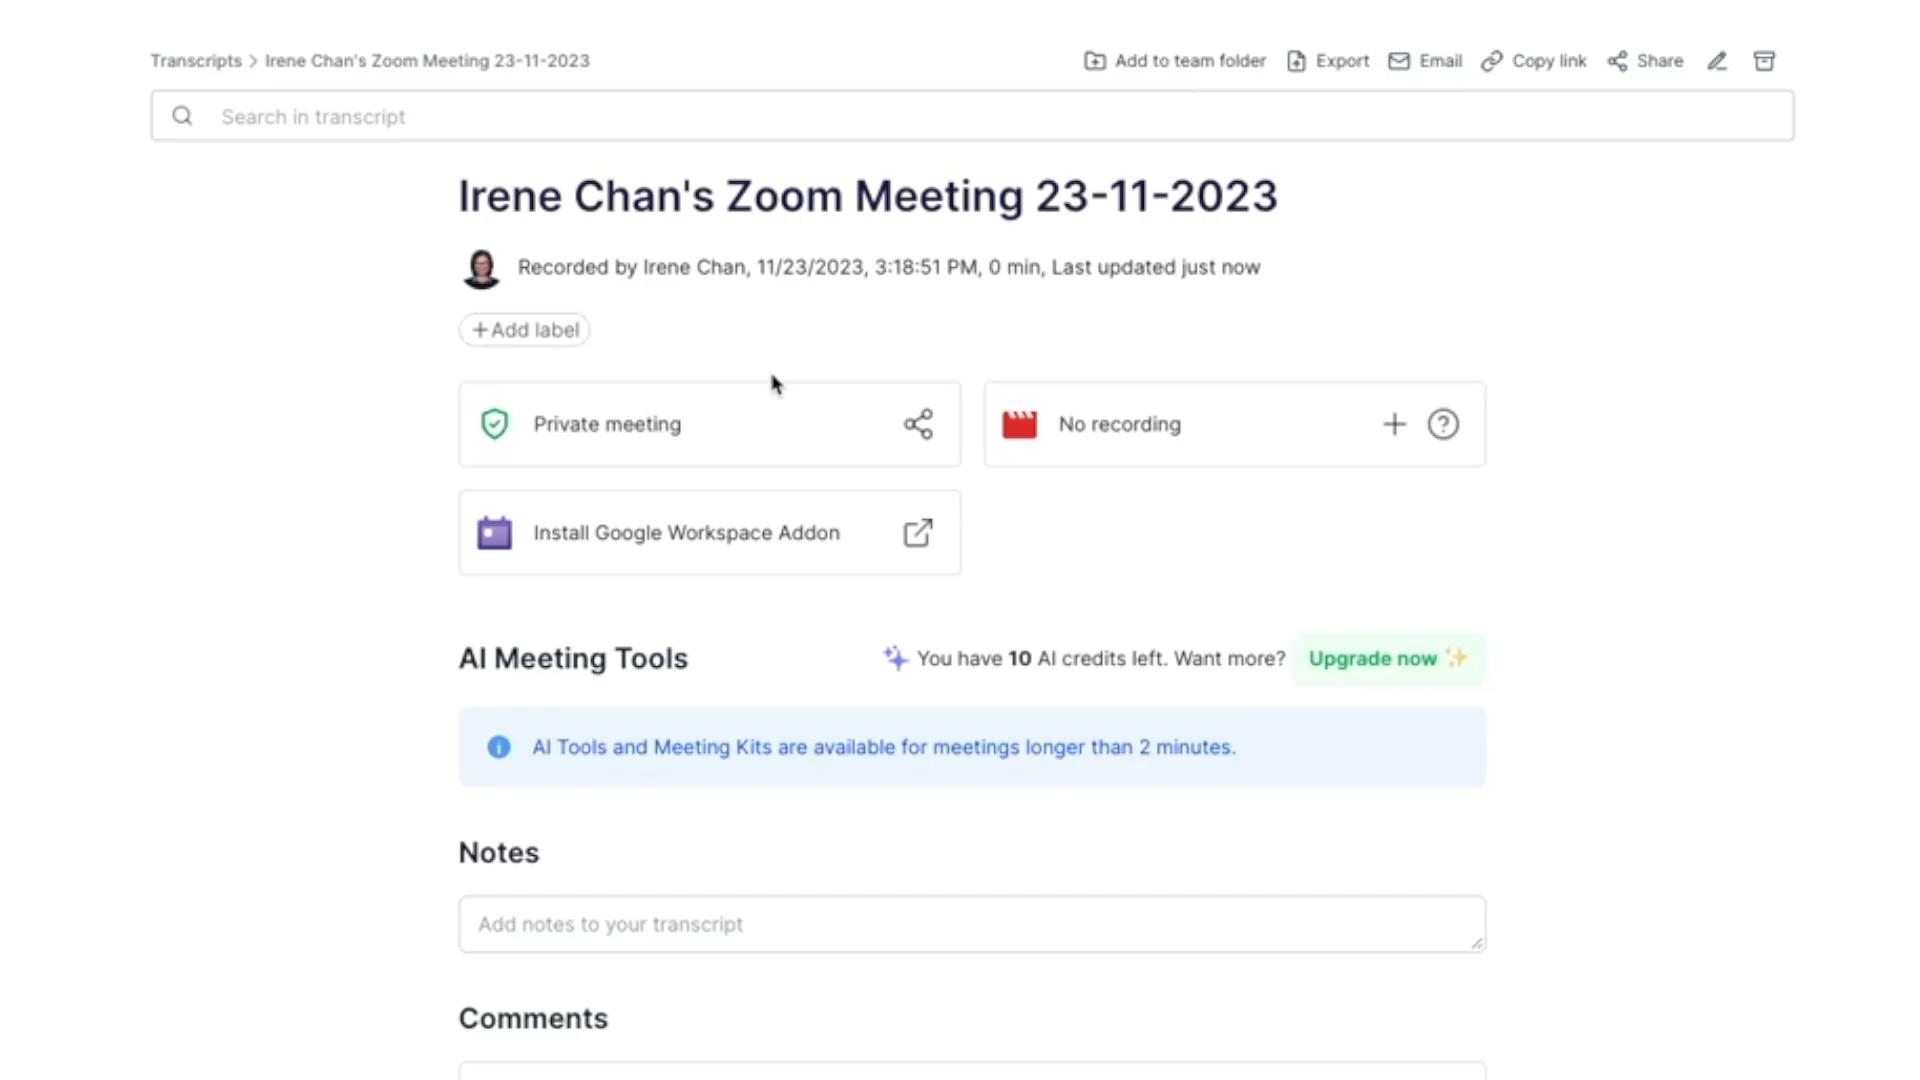 Transcripts > Irene Chan's Zoom Meeting 23-11-2023
Add to team folder
Export
Email
Copy link
Share
Search in transcript
Irene Chan's Zoom Meeting 23-11-2023
Recorded by Irene Chan, 11/23/2023, 3:18:51 PM, 0 min, Last updated just now
+Add label
Private meeting
No recording
Install Google Workspace Addon
AI Meeting Tools
You have 10 AI credits left. Want more?
Upgrade now
AI Tools and Meeting Kits are available for meetings longer than 2 minutes.
Notes
Add notes to your transcript
Comments